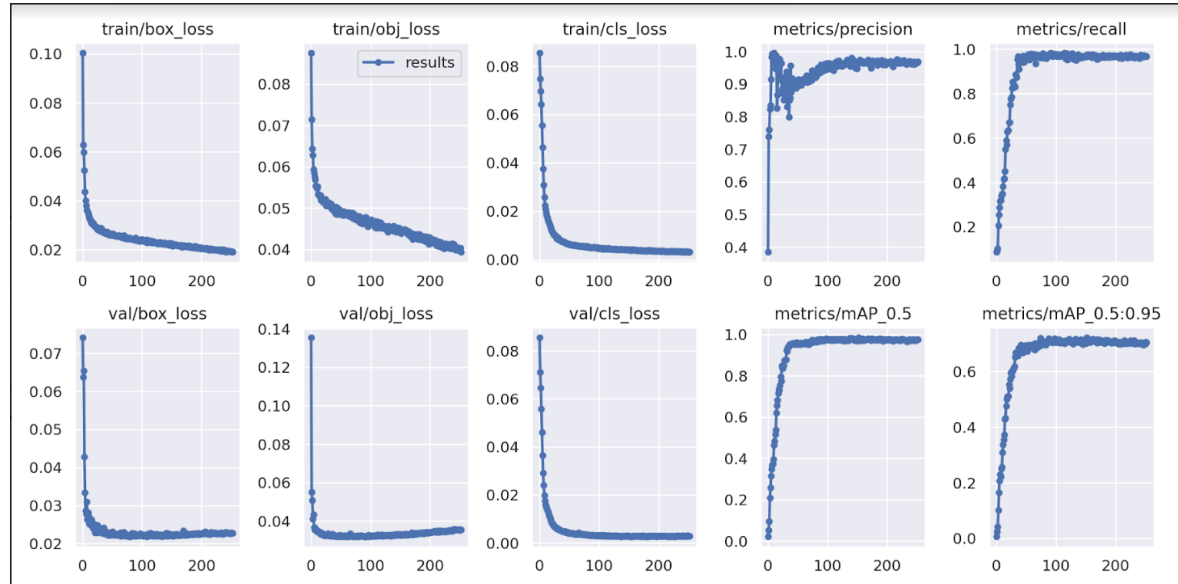 train/box_loss train/obj_loss train/cls_loss metrics/precision metrics/recall
0.10 0.08 0.06 0.04 0.02
0 100 200
results
0.08 0.07 0.06 0.05 0.04
0 100 200
0.08 0.06 0.04 0.02 0.00
0 100 200
1.0 0.9 0.8 0.7 0.6 0.5 0.4
0 100 200
1.0 0.8 0.6 0.4 0.2
0 100 200
val/box_loss val/obj_loss val/cls_loss metrics/mAP_0.5 metrics/mAP_0.5:0.95
0.07 0.06 0.05 0.04 0.03 0.02
0 100 200
0.14 0.12 0.10 0.08 0.06 0.04
0 100 200
0.08 0.06 0.04 0.02 0.00
0 100 200
1.0 0.8 0.6 0.4 0.2 0.0
0 100 200
0.6 0.4 0.2 0.0
0 100 200